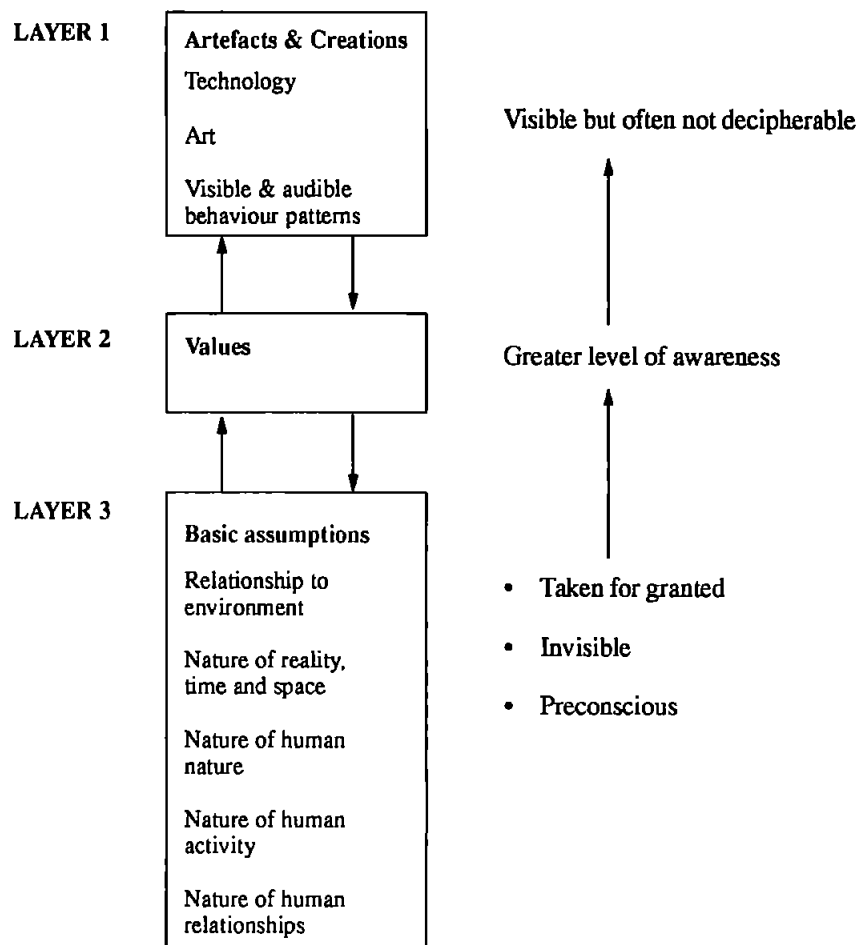 LAYER 1
Artefacts & Creations
Technology
Art
Visible & audible
behaviour patterns
Visible but often not decipherable
LAYER 2
Values
Greater level of awareness
LAYER 3
Basic assumptions
Relationship to
environment
Nature of reality,
time and space
Nature of human
nature
Nature of human
activity
Nature of human
relationships
• Taken for granted
• Invisible
• Preconscious